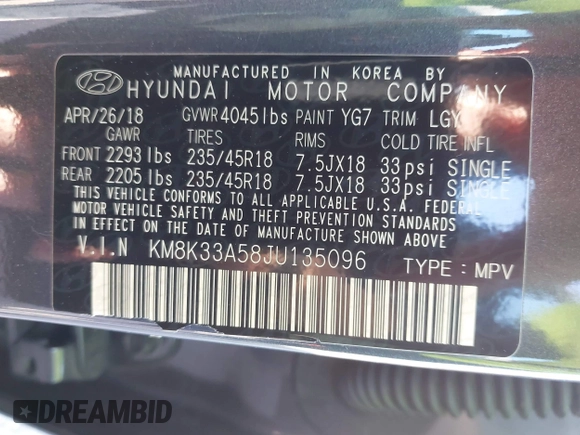 MANUFACTURED IN KOREA BY
HYUNDAI MOTOR COMPANY
APR/26/18 GVWR 4045lbs PAINT YG7 TRIM LGY
GAWR TIRES RIMS COLD TIRE INFL
FRONT 2293 lbs 235/45R18 7.5JX18 33psi SINGLE
REAR 2205 lbs 235/45R18 7.5JX18 33psi SINGLE
THIS VEHICLE CONFORMS TO ALL APPLICABLE U.S.A. FEDERAL
MOTOR VEHICLE SAFETY AND THEFT PREVENTION STANDARDS
IN EFFECT ON THE DATE OF MANUFACTURE SHOWN ABOVE.
V.I.N KM8K33A58JU135096 TYPE : MPV
DREAMBID